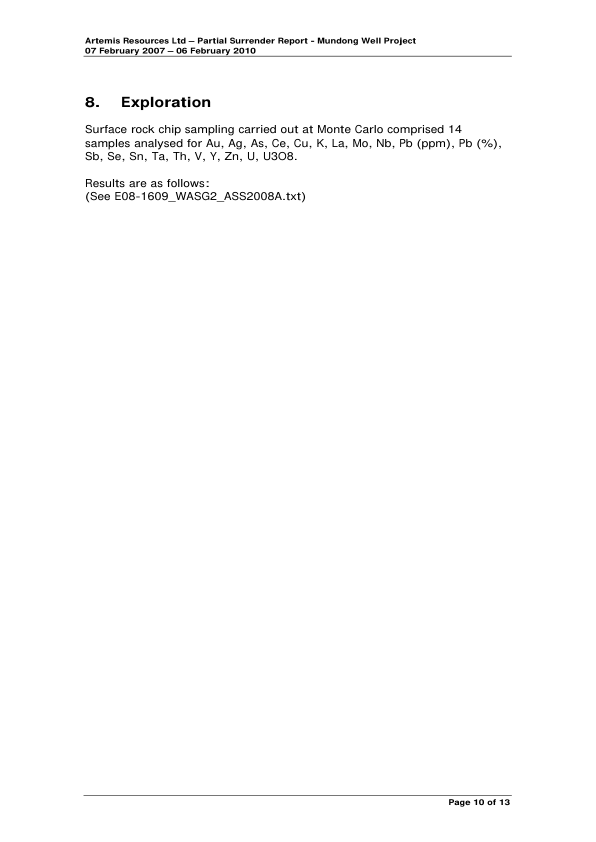 Artemis Resources Ltd – Partial Surrender Report - Mundong Well Project
07 February 2007 – 06 February 2010
8. Exploration
Surface rock chip sampling carried out at Monte Carlo comprised 14
samples analysed for Au, Ag, As, Ce, Cu, K, La, Mo, Nb, Pb (ppm), Pb (%),
Sb, Se, Sn, Ta, Th, V, Y, Zn, U, U3O8.
Results are as follows:
(See E08-1609_WASG2_ASS2008A.txt)
Page 10 of 13